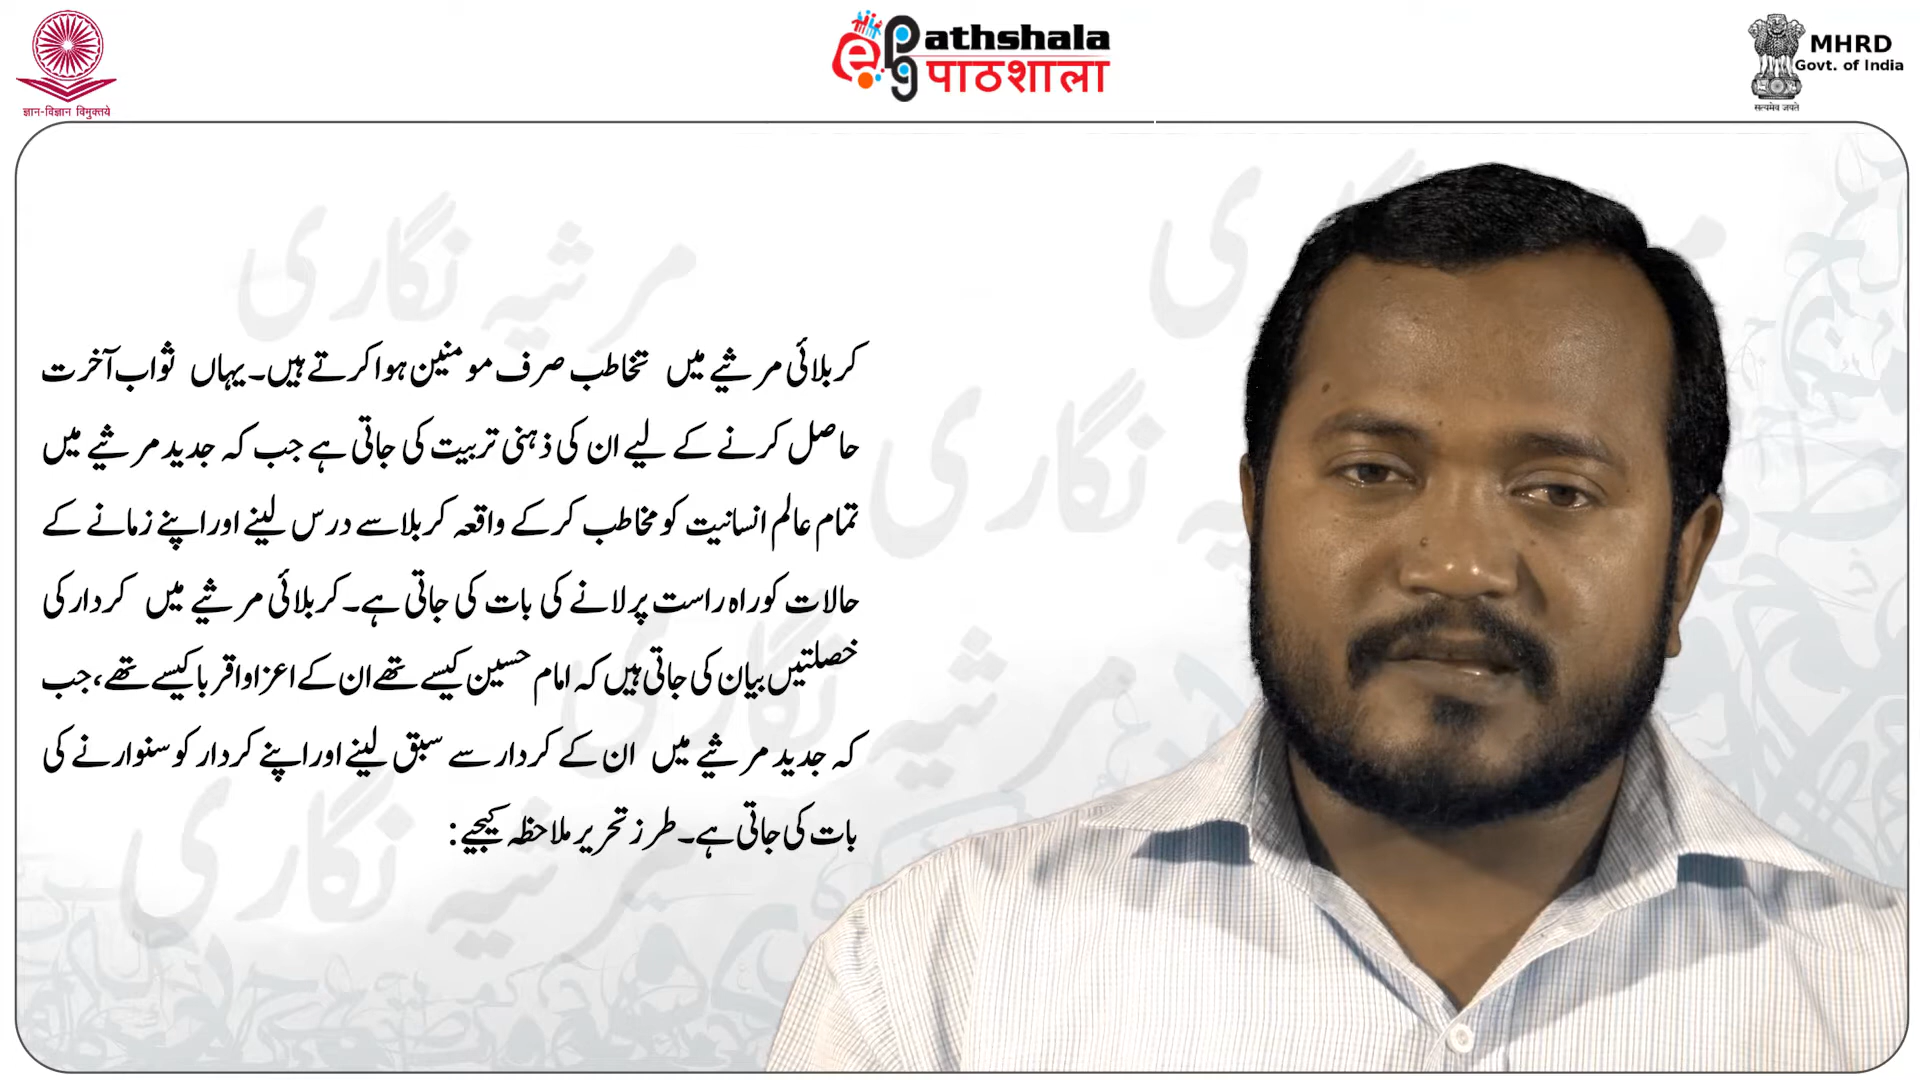 ज्ञान-विज्ञान विमुक्तये
ePG Pathshala
पाठशाला
MHRD
Govt. of India
सत्यमेव जयते
مرثیہ نگاری
کربلائی مرثیے میں تخاطب صرف مومنین ہوا کرتے ہیں۔ یہاں ثواب آخرت
حاصل کرنے کے لیے ان کی ذہنی تربیت کی جاتی ہے جب کہ جدید مرثیے میں
تمام عالم انسانیت کو مخاطب کرکے واقعہ کربلا سے درس لینے اور اپنے زمانے کے
حالات کو راہ راست پر لانے کی بات کی جاتی ہے۔ کربلائی مرثیے میں کردار کی
خصلتیں بیان کی جاتی ہیں کہ امام حسین کیسے تھے ان کے اعزا و اقربا کیسے تھے، جب
کہ جدید مرثیے میں ان کے کردار سے سبق لینے اور اپنے کردار کو سنوارنے کی
بات کی جاتی ہے۔ طرز تحریر ملاحظہ کیجیے: